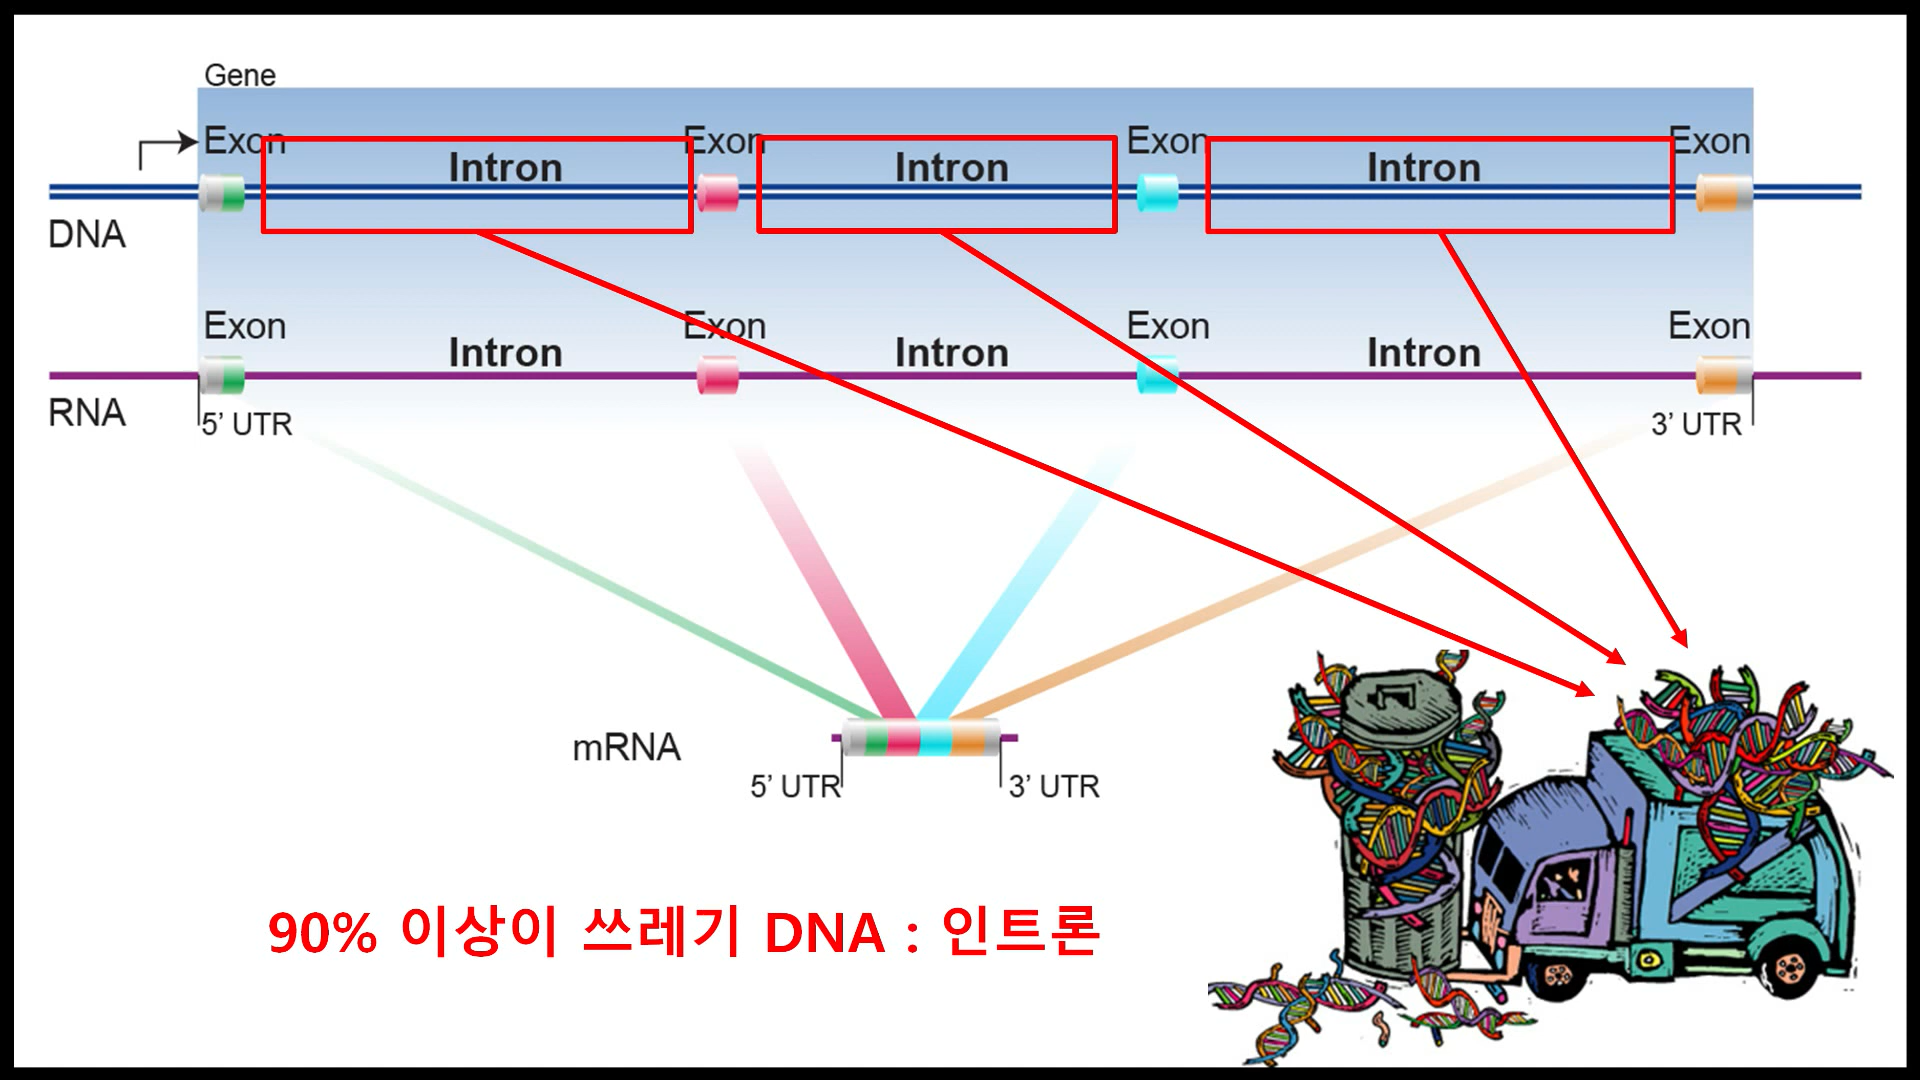 Gene
Exon Exon Exon Exon
Intron Intron Intron
DNA
Exon Exon Exon Exon
Intron Intron Intron
RNA
5’ UTR 3’ UTR
mRNA
5’ UTR 3’ UTR
90% 이상이 쓰레기 DNA : 인트론